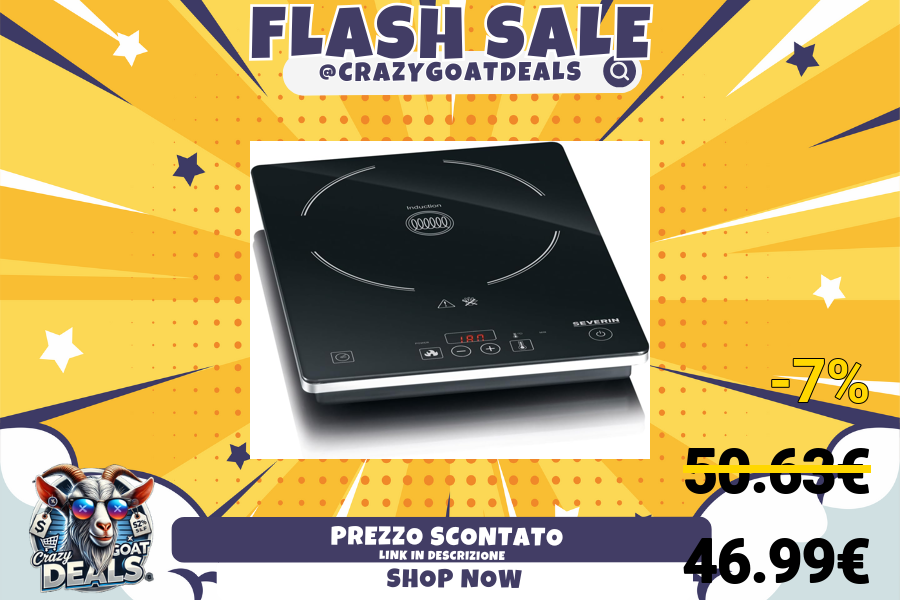 FLASH SALE
@CRAZYGOATDEALS
Induction
SEVERIN
180
-7%
50.63€
46.99€
PREZZO SCONTATO
LINK IN DESCRIZIONE
SHOP NOW
$
52%
Crazy
GOAT
DEALS